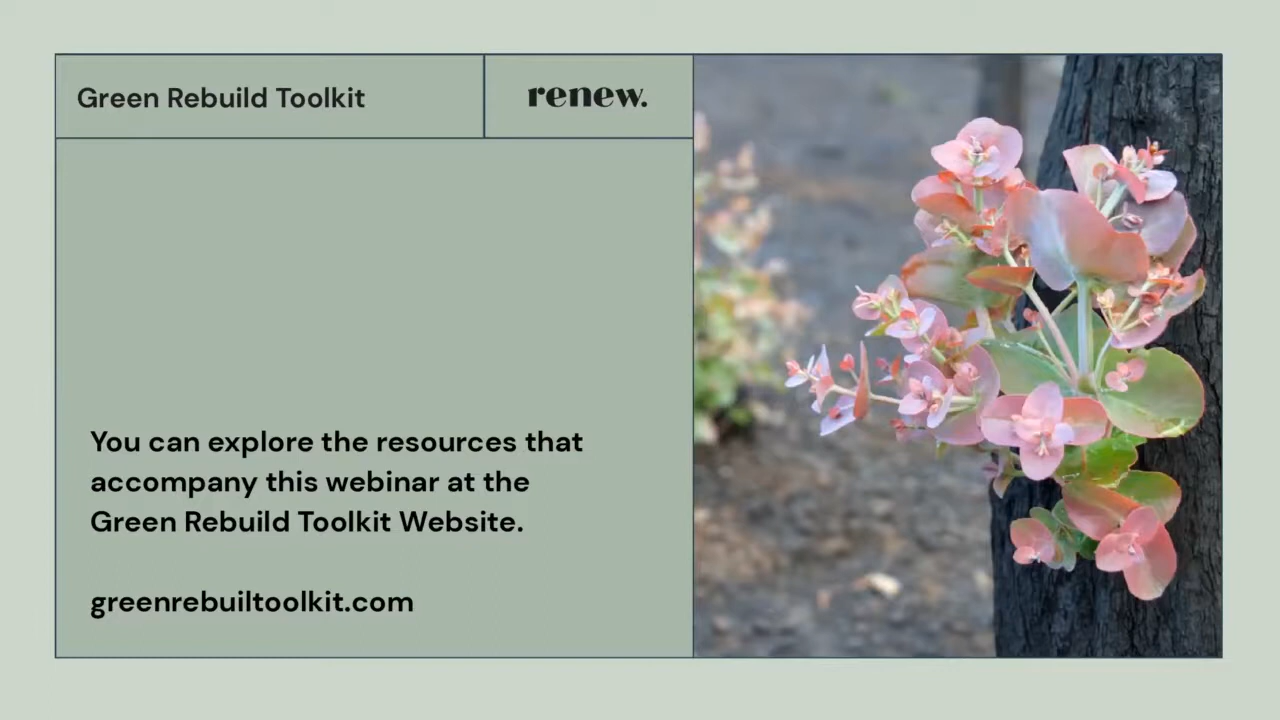 Green Rebuild Toolkit
renew.
You can explore the resources that
accompany this webinar at the
Green Rebuild Toolkit Website.
greenrebuiltoolkit.com